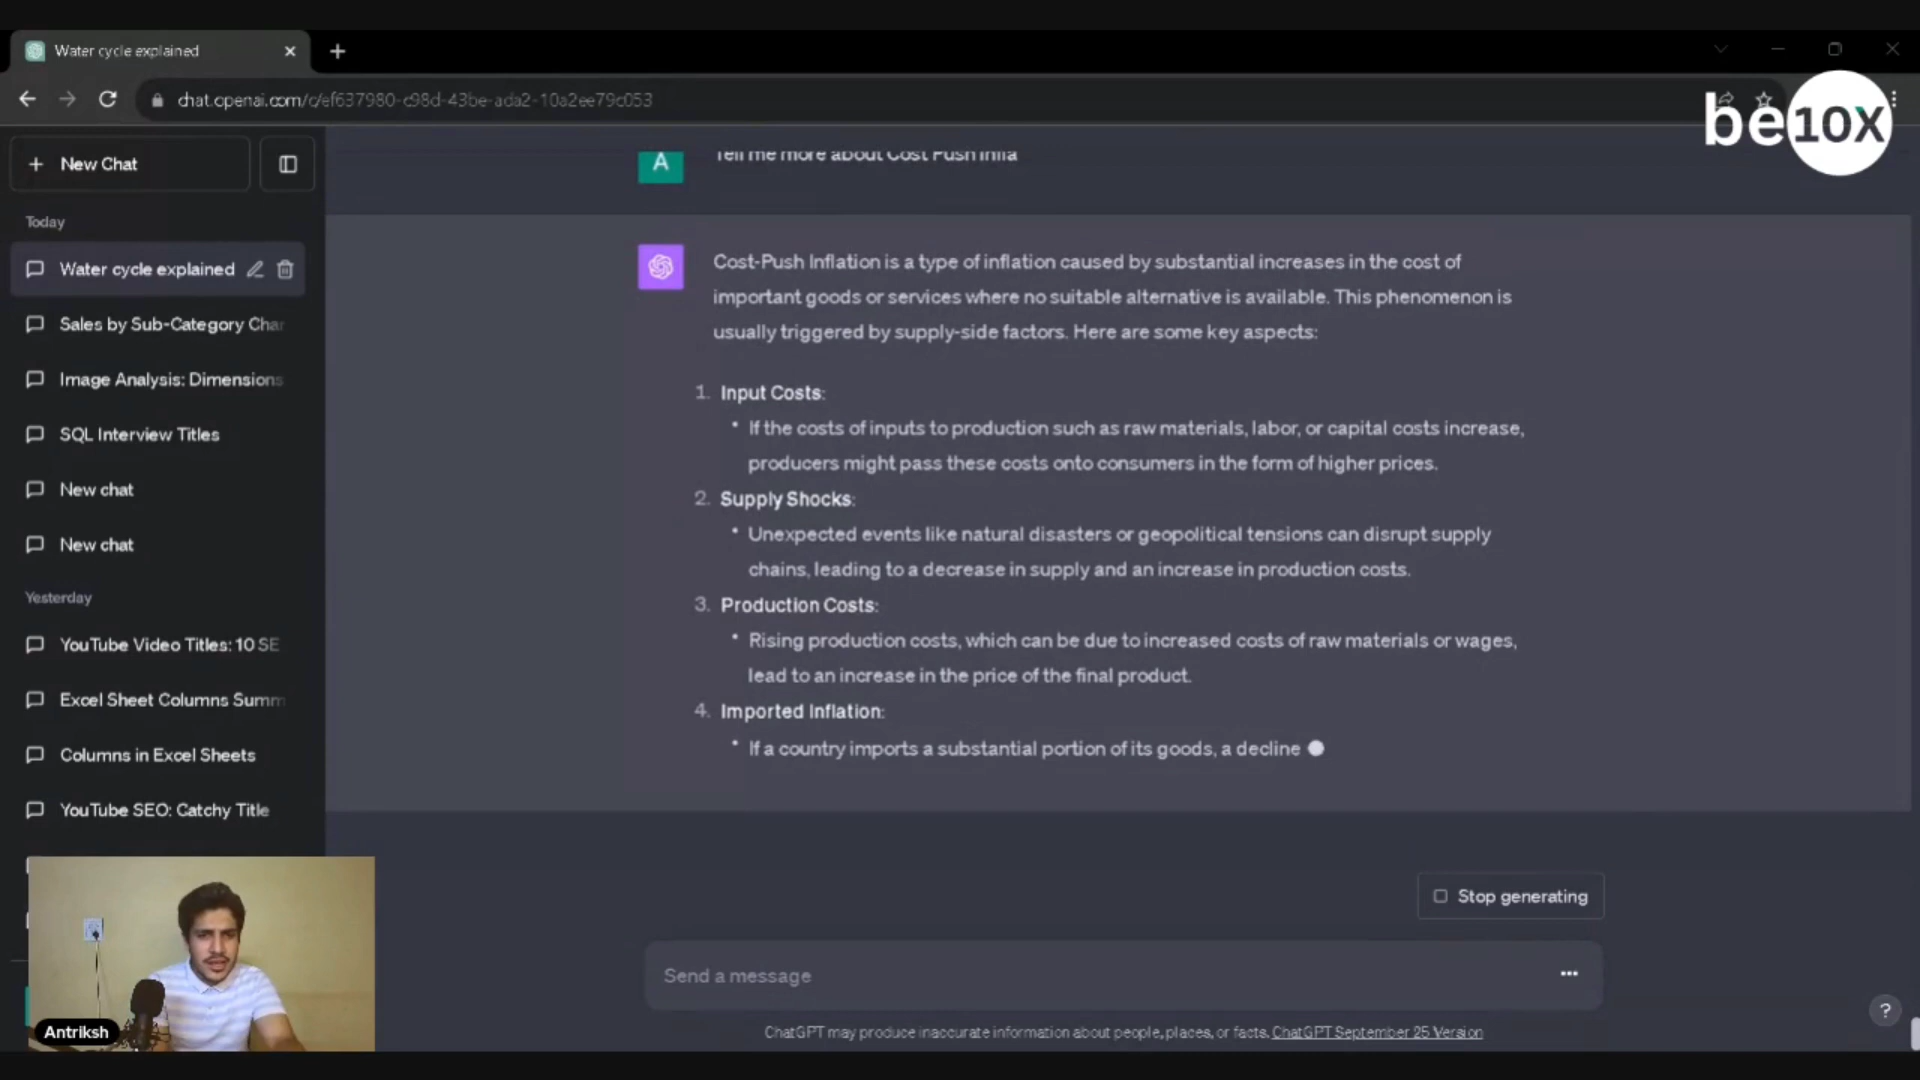 Water cycle explained
chat.openai.com/c/ef637980-c98d-43be-ada2-10a2ee79c053
be10X
New Chat
Today
Water cycle explained
Sales by Sub-Category Char
Image Analysis: Dimensions
SQL Interview Titles
New chat
New chat
Yesterday
YouTube Video Titles: 10 SE
Excel Sheet Columns Summ
Columns in Excel Sheets
YouTube SEO: Catchy Title
A
Tell me more about Cost Push Infla
Cost-Push Inflation is a type of inflation caused by substantial increases in the cost of
important goods or services where no suitable alternative is available. This phenomenon is
usually triggered by supply-side factors. Here are some key aspects:
1. Input Costs:
• If the costs of inputs to production such as raw materials, labor, or capital costs increase,
producers might pass these costs onto consumers in the form of higher prices.
2. Supply Shocks:
• Unexpected events like natural disasters or geopolitical tensions can disrupt supply
chains, leading to a decrease in supply and an increase in production costs.
3. Production Costs:
• Rising production costs, which can be due to increased costs of raw materials or wages,
lead to an increase in the price of the final product.
4. Imported Inflation:
• If a country imports a substantial portion of its goods, a decline
Stop generating
Send a message
ChatGPT may produce inaccurate information about people, places, or facts. ChatGPT September 25 Version
?
Antriksh